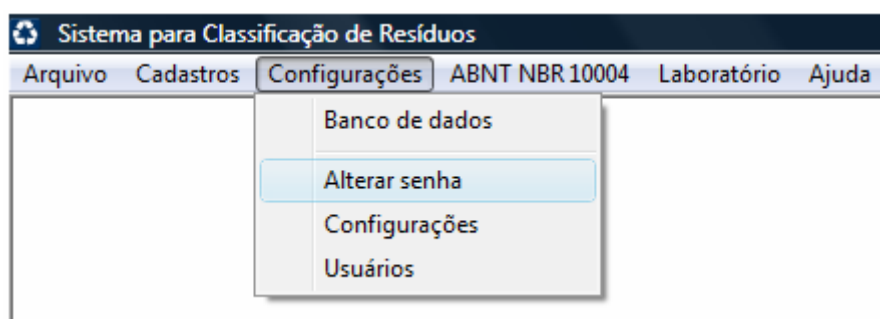 Sistema para Classificação de Resíduos
Arquivo Cadastros Configurações ABNT NBR 10004 Laboratório Ajuda
Banco de dados
Alterar senha
Configurações
Usuários